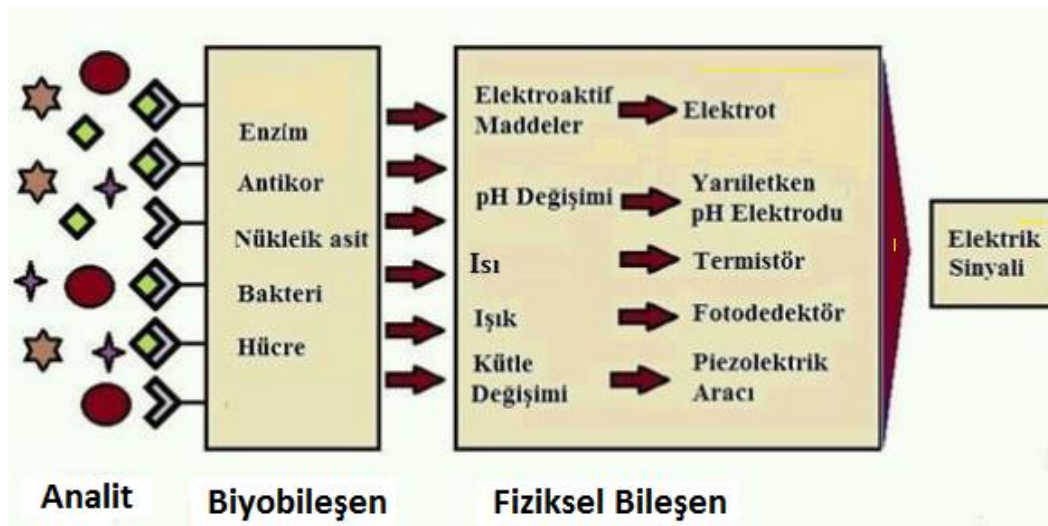 Enzim
Antikor
Nükleik asit
Bakteri
Hücre
Elektroaktif
Maddeler
Elektrot
pH Değişimi
Yarıiletken
pH Elektrodu
Isı
Termistör
Işık
Fotodedektör
Kütle
Değişimi
Piezolektrik
Aracı
Elektrik
Sinyali
Analit
Biyobileşen
Fiziksel Bileşen